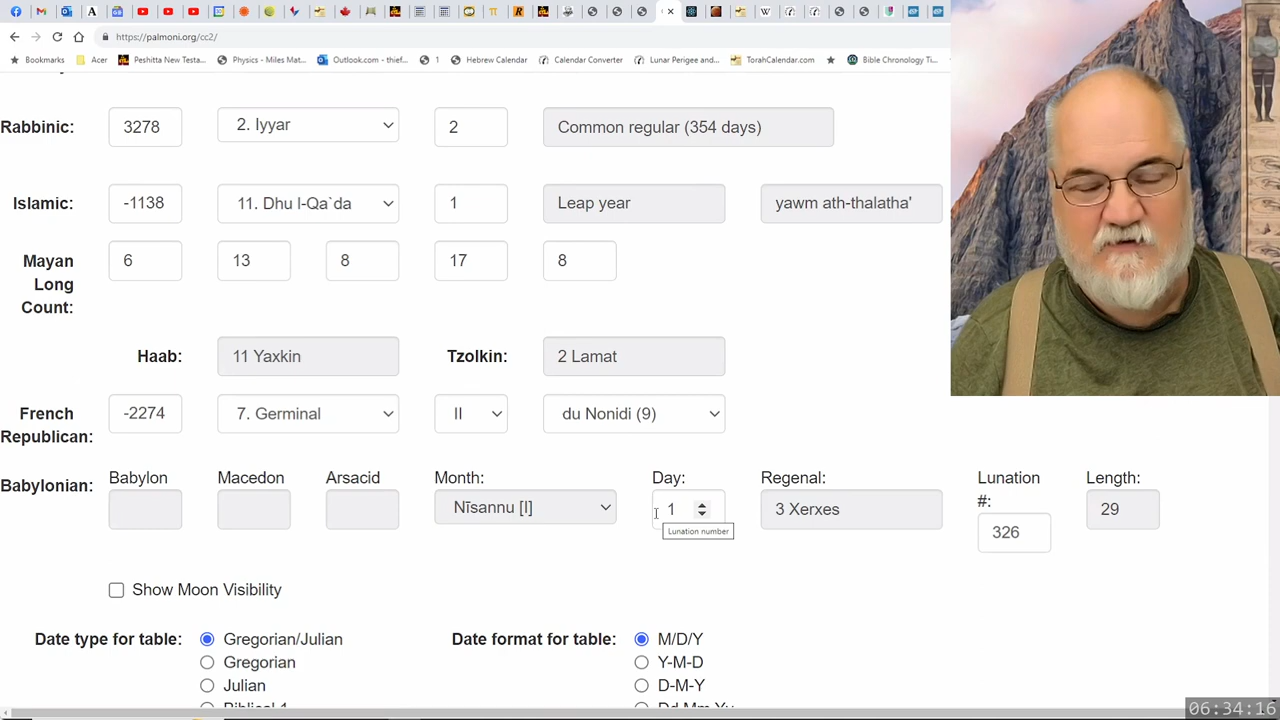 https://palmoni.org/cc2/
Bookmarks Acer Peshitta New Testa... Physics - Miles Mat... Outlook.com - thief... 1 Hebrew Calendar Calendar Converter Lunar Perigee and... TorahCalendar.com Bible Chronology Ti...
Rabbinic: 3278 2. Iyyar 2 Common regular (354 days)
Islamic: -1138 11. Dhu l-Qa`da 1 Leap year yawm ath-thalatha'
Mayan 6 13 8 17 8
Long
Count:
Haab: 11 Yaxkin Tzolkin: 2 Lamat
French -2274 7. Germinal II du Nonidi (9)
Republican:
Babylonian: Babylon Macedon Arsacid Month: Day: Regenal: Lunation Length:
#:
Nīsannu [I] 1 3 Xerxes 326 29
Lunation number
Show Moon Visibility
Date type for table: Gregorian/Julian Date format for table: M/D/Y
Gregorian Y-M-D
Julian D-M-Y
06:34:16